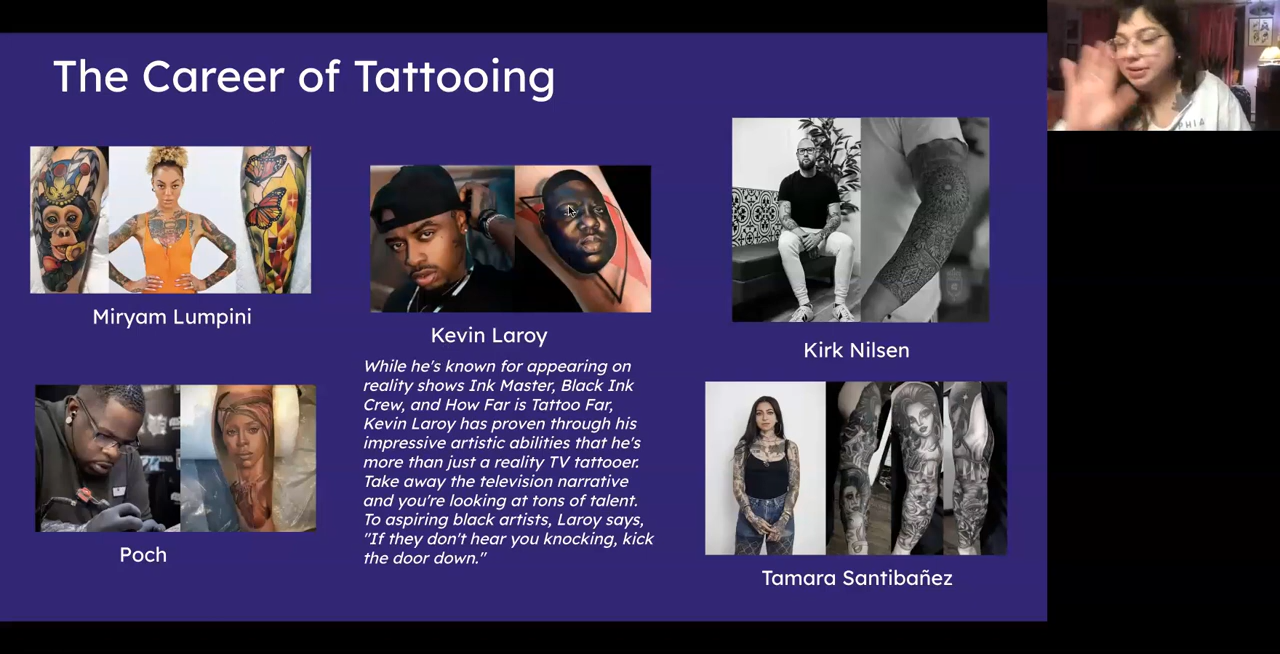 The Career of Tattooing
Miryam Lumpini
Kevin Laroy
While he's known for appearing on
reality shows Ink Master, Black Ink
Crew, and How Far is Tattoo Far,
Kevin Laroy has proven through his
impressive artistic abilities that he's
more than just a reality TV tattooer.
Take away the television narrative
and you're looking at tons of talent.
To aspiring black artists, Laroy says,
"If they don't hear you knocking, kick
the door down."
Kirk Nilsen
Poch
Tamara Santibañez
PHIA